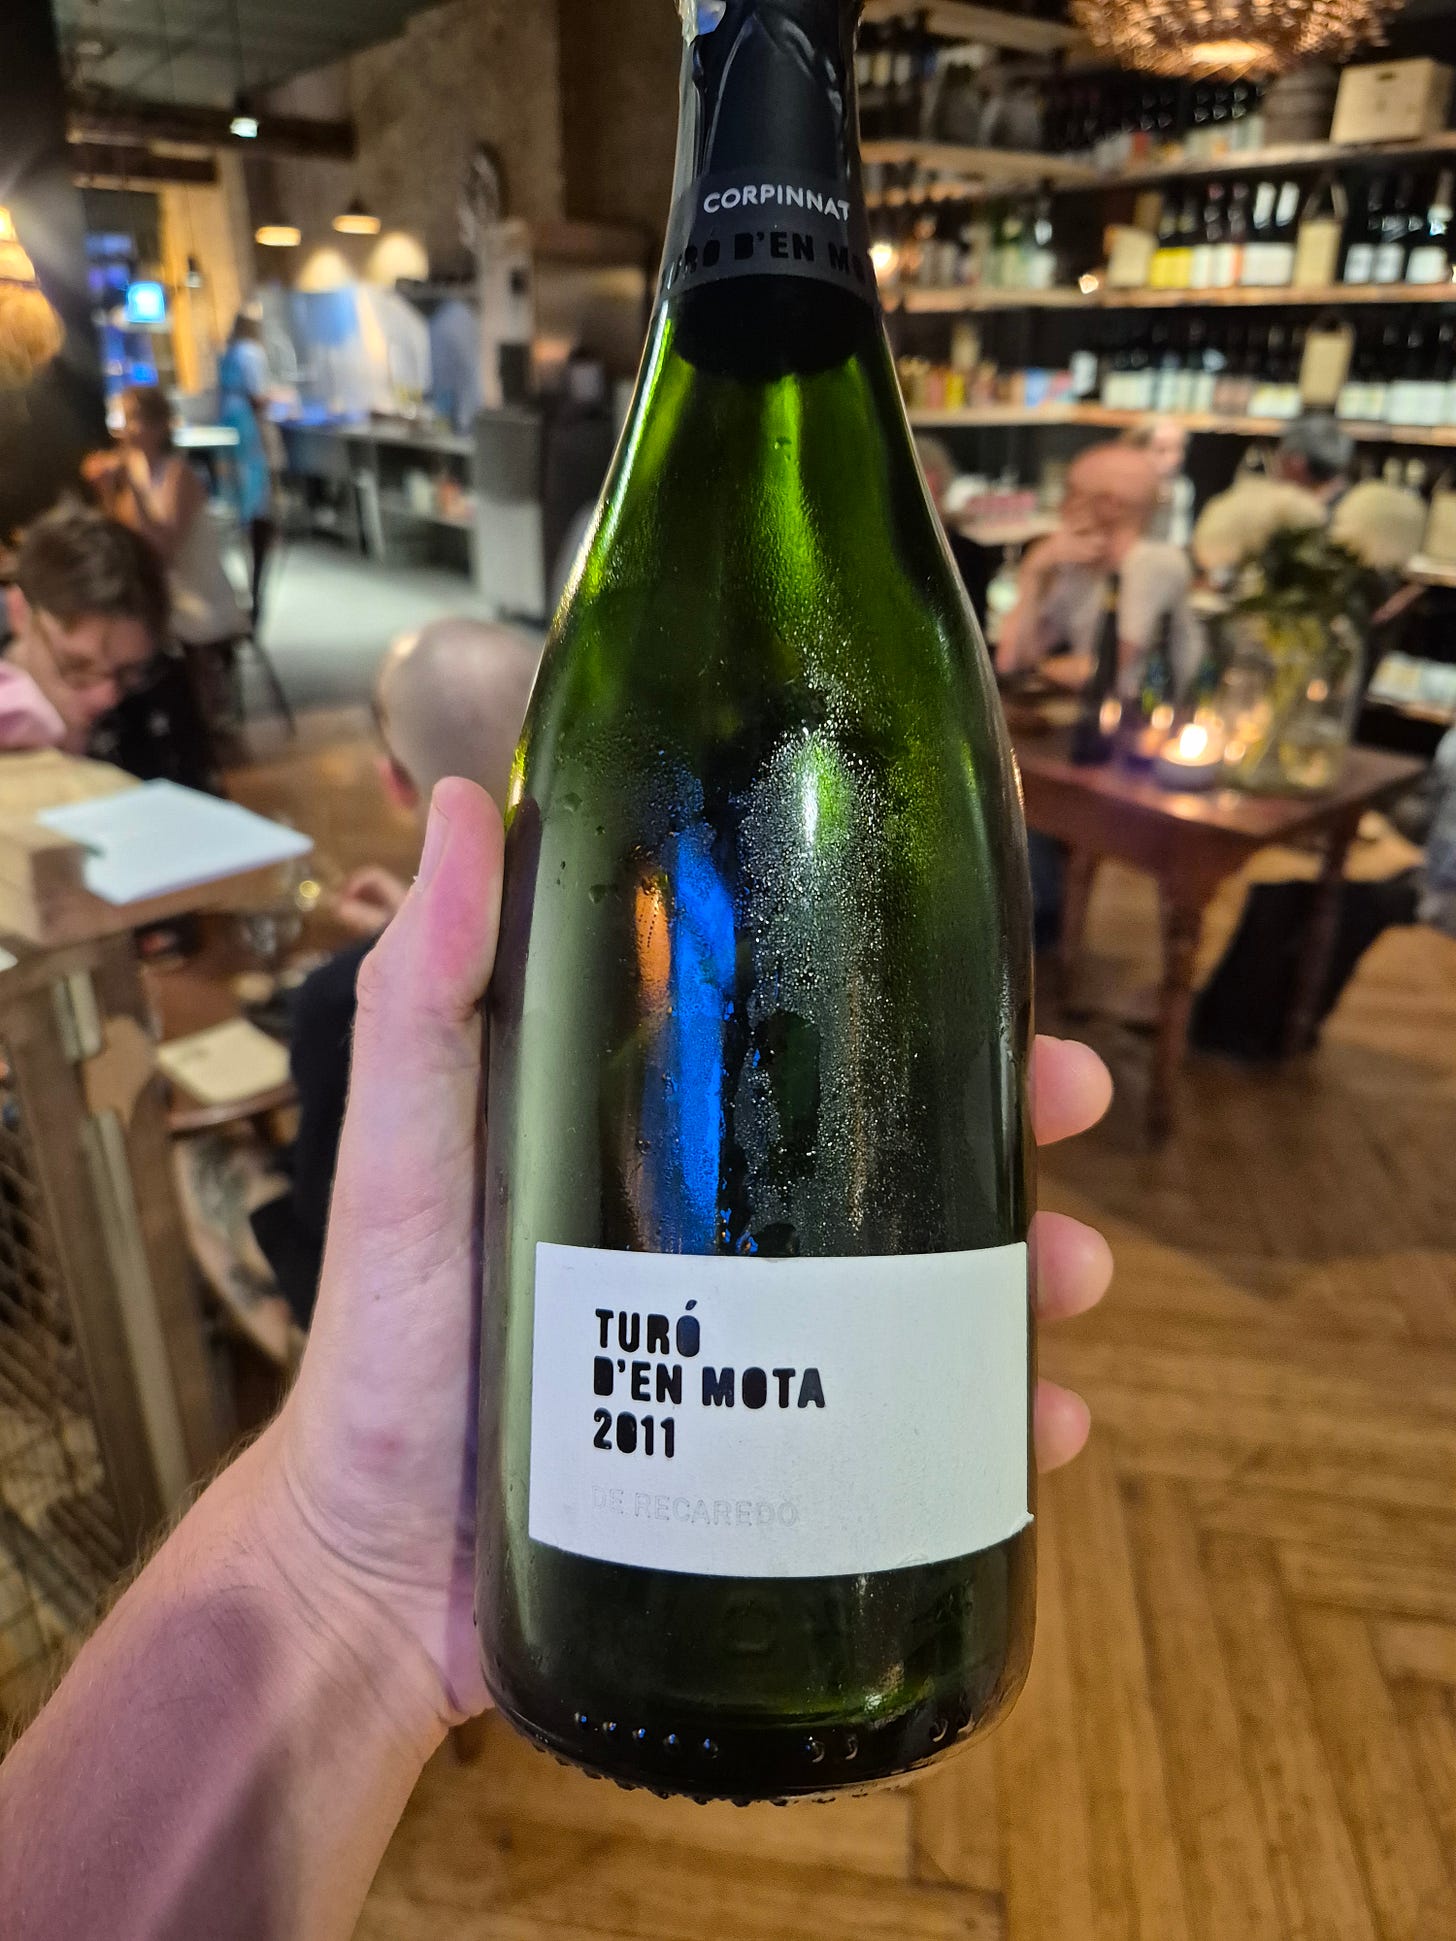 CORPINNAT
TURÓ D'EN MO
TURÓ
D'EN MOTA
2011
DE RECAREDO